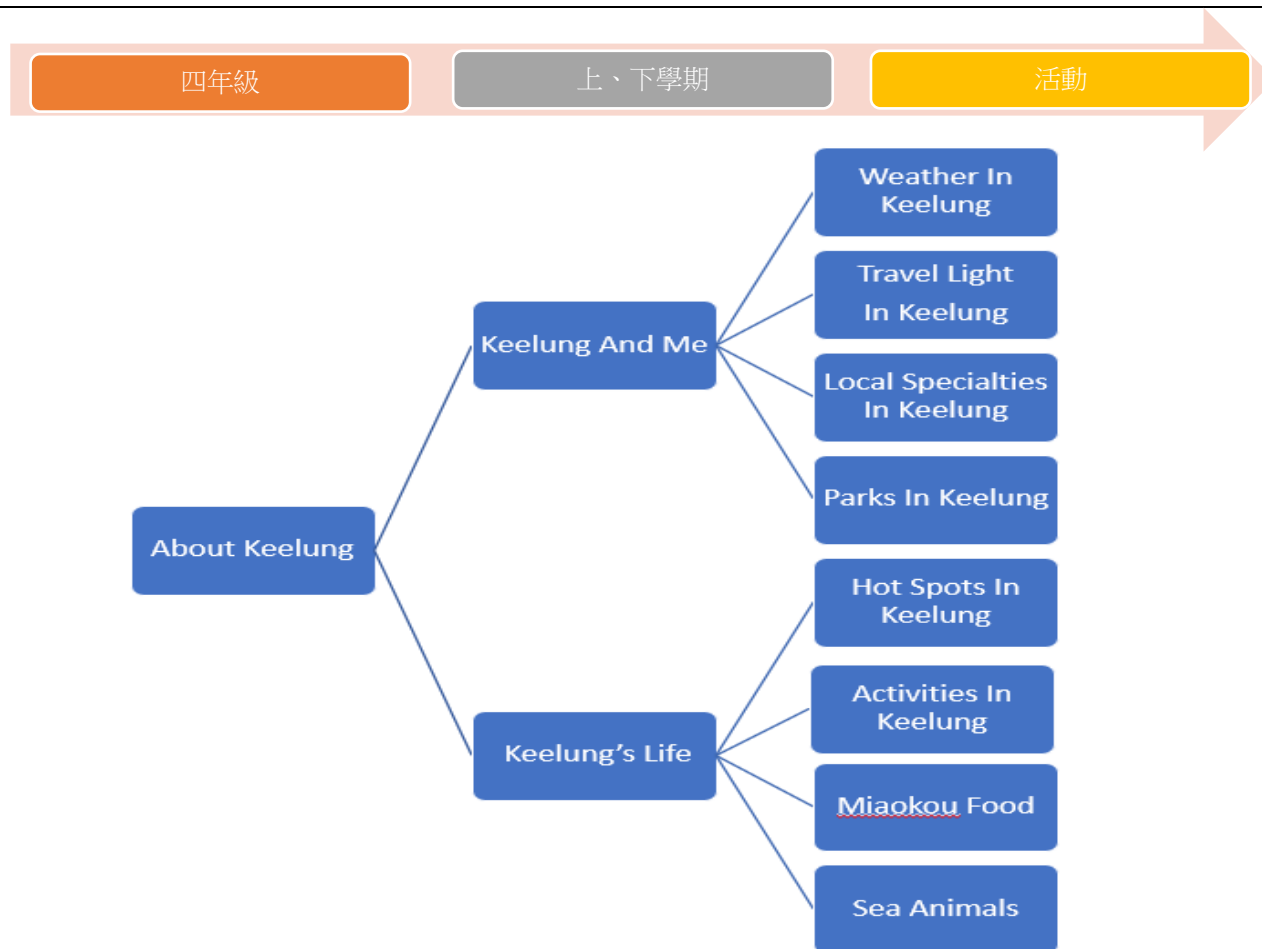 四年級
上、下學期
活動
Weather In
Keelung
Travel Light
In Keelung
Keelung And Me
Local Specialties
In Keelung
Parks In Keelung
About Keelung
Hot Spots In
Keelung
Activities In
Keelung
Keelung's Life
Miaokou Food
Sea Animals